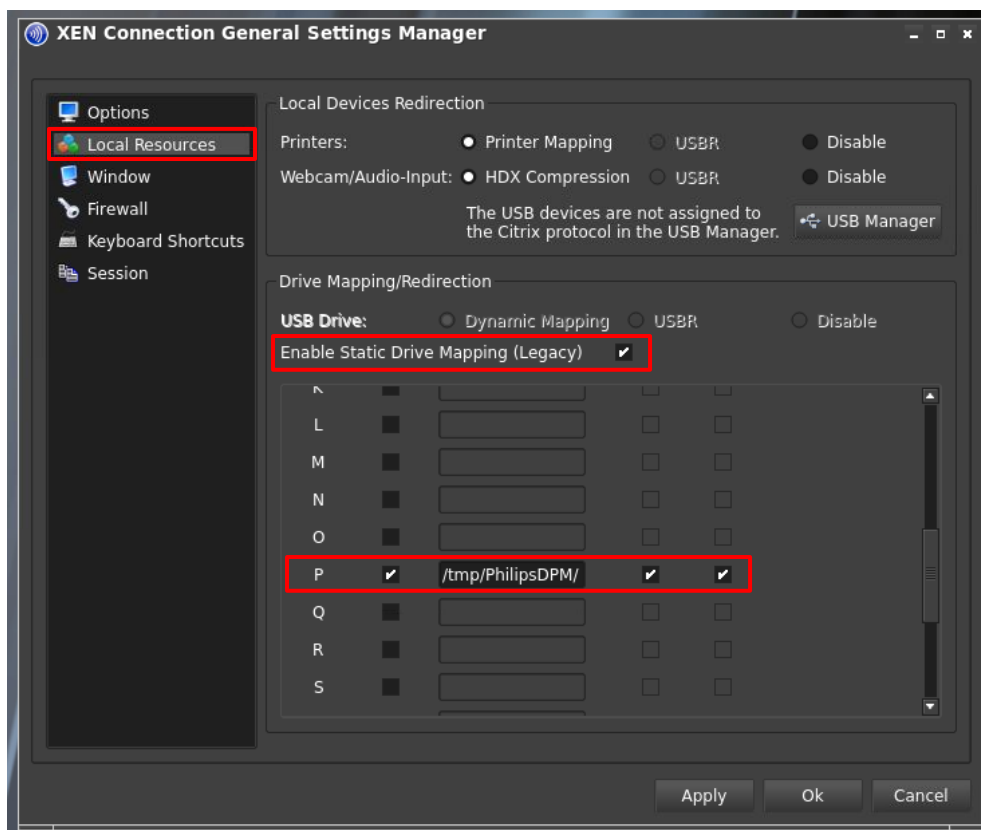 XEN Connection General Settings Manager
Options
Local Resources
Window
Firewall
Keyboard Shortcuts
Session
Local Devices Redirection
Printers: Printer Mapping USBR Disable
Webcam/Audio-Input: HDX Compression USBR Disable
The USB devices are not assigned to
the Citrix protocol in the USB Manager.
USB Manager
Drive Mapping/Redirection
USB Drive: Dynamic Mapping USBR Disable
Enable Static Drive Mapping (Legacy)
K
L
M
N
O
P /tmp/PhilipsDPM/
Q
R
S
Apply Ok Cancel